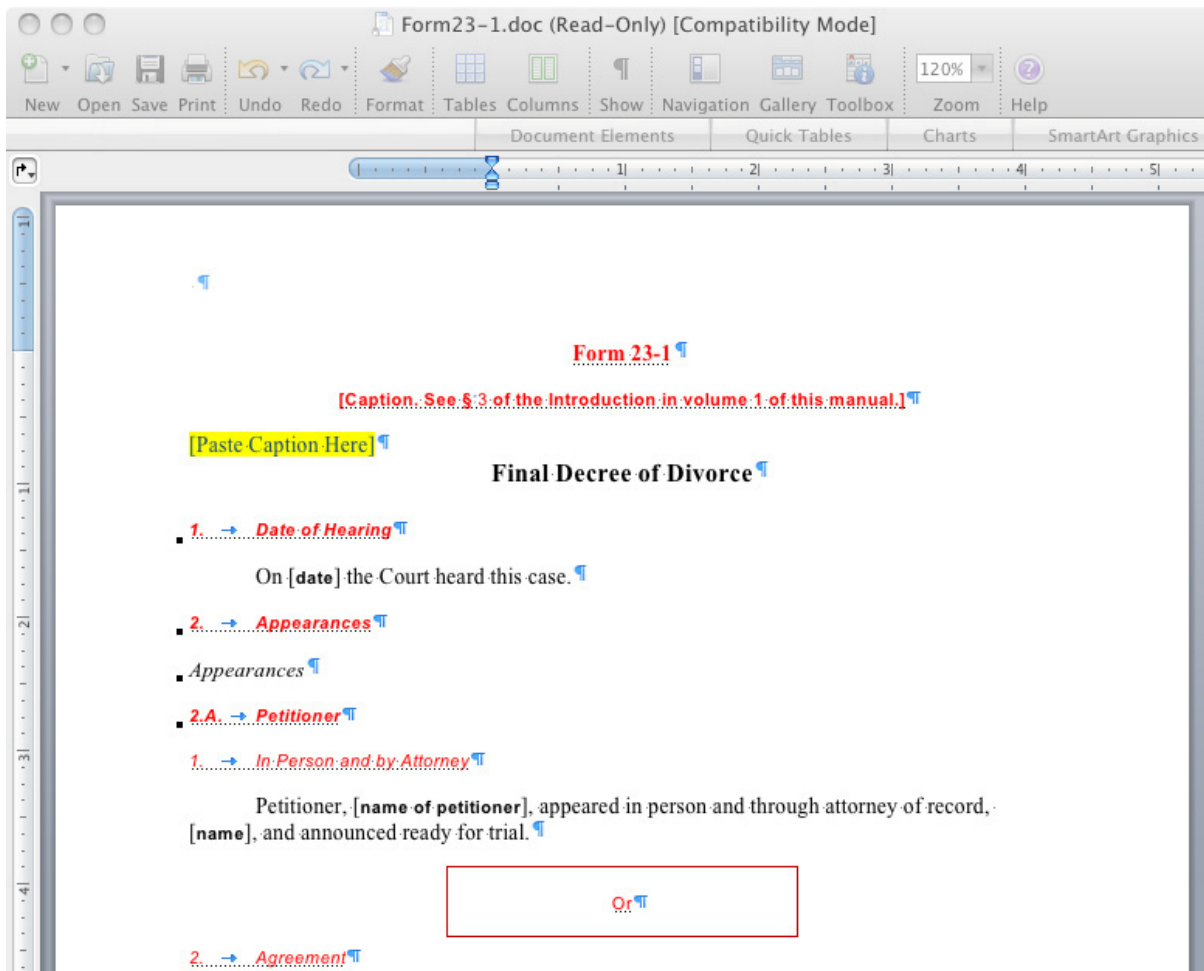 Form23-1.doc (Read-Only) [Compatibility Mode]
120%
New Open Save Print Undo Redo Format Tables Columns Show Navigation Gallery Toolbox Zoom Help
Document Elements Quick Tables Charts SmartArt Graphics
1 2 3 4 5
¶
Form 23-1¶
[Caption. See § 3 of the Introduction in volume 1 of this manual.]¶
[Paste Caption Here]¶
Final Decree of Divorce¶
1. → Date of Hearing¶
On [date] the Court heard this case.¶
2. → Appearances¶
Appearances¶
2.A. → Petitioner¶
1. → In Person and by Attorney¶
Petitioner, [name of petitioner], appeared in person and through attorney of record,
[name], and announced ready for trial.¶
Or¶
2. → Agreement¶